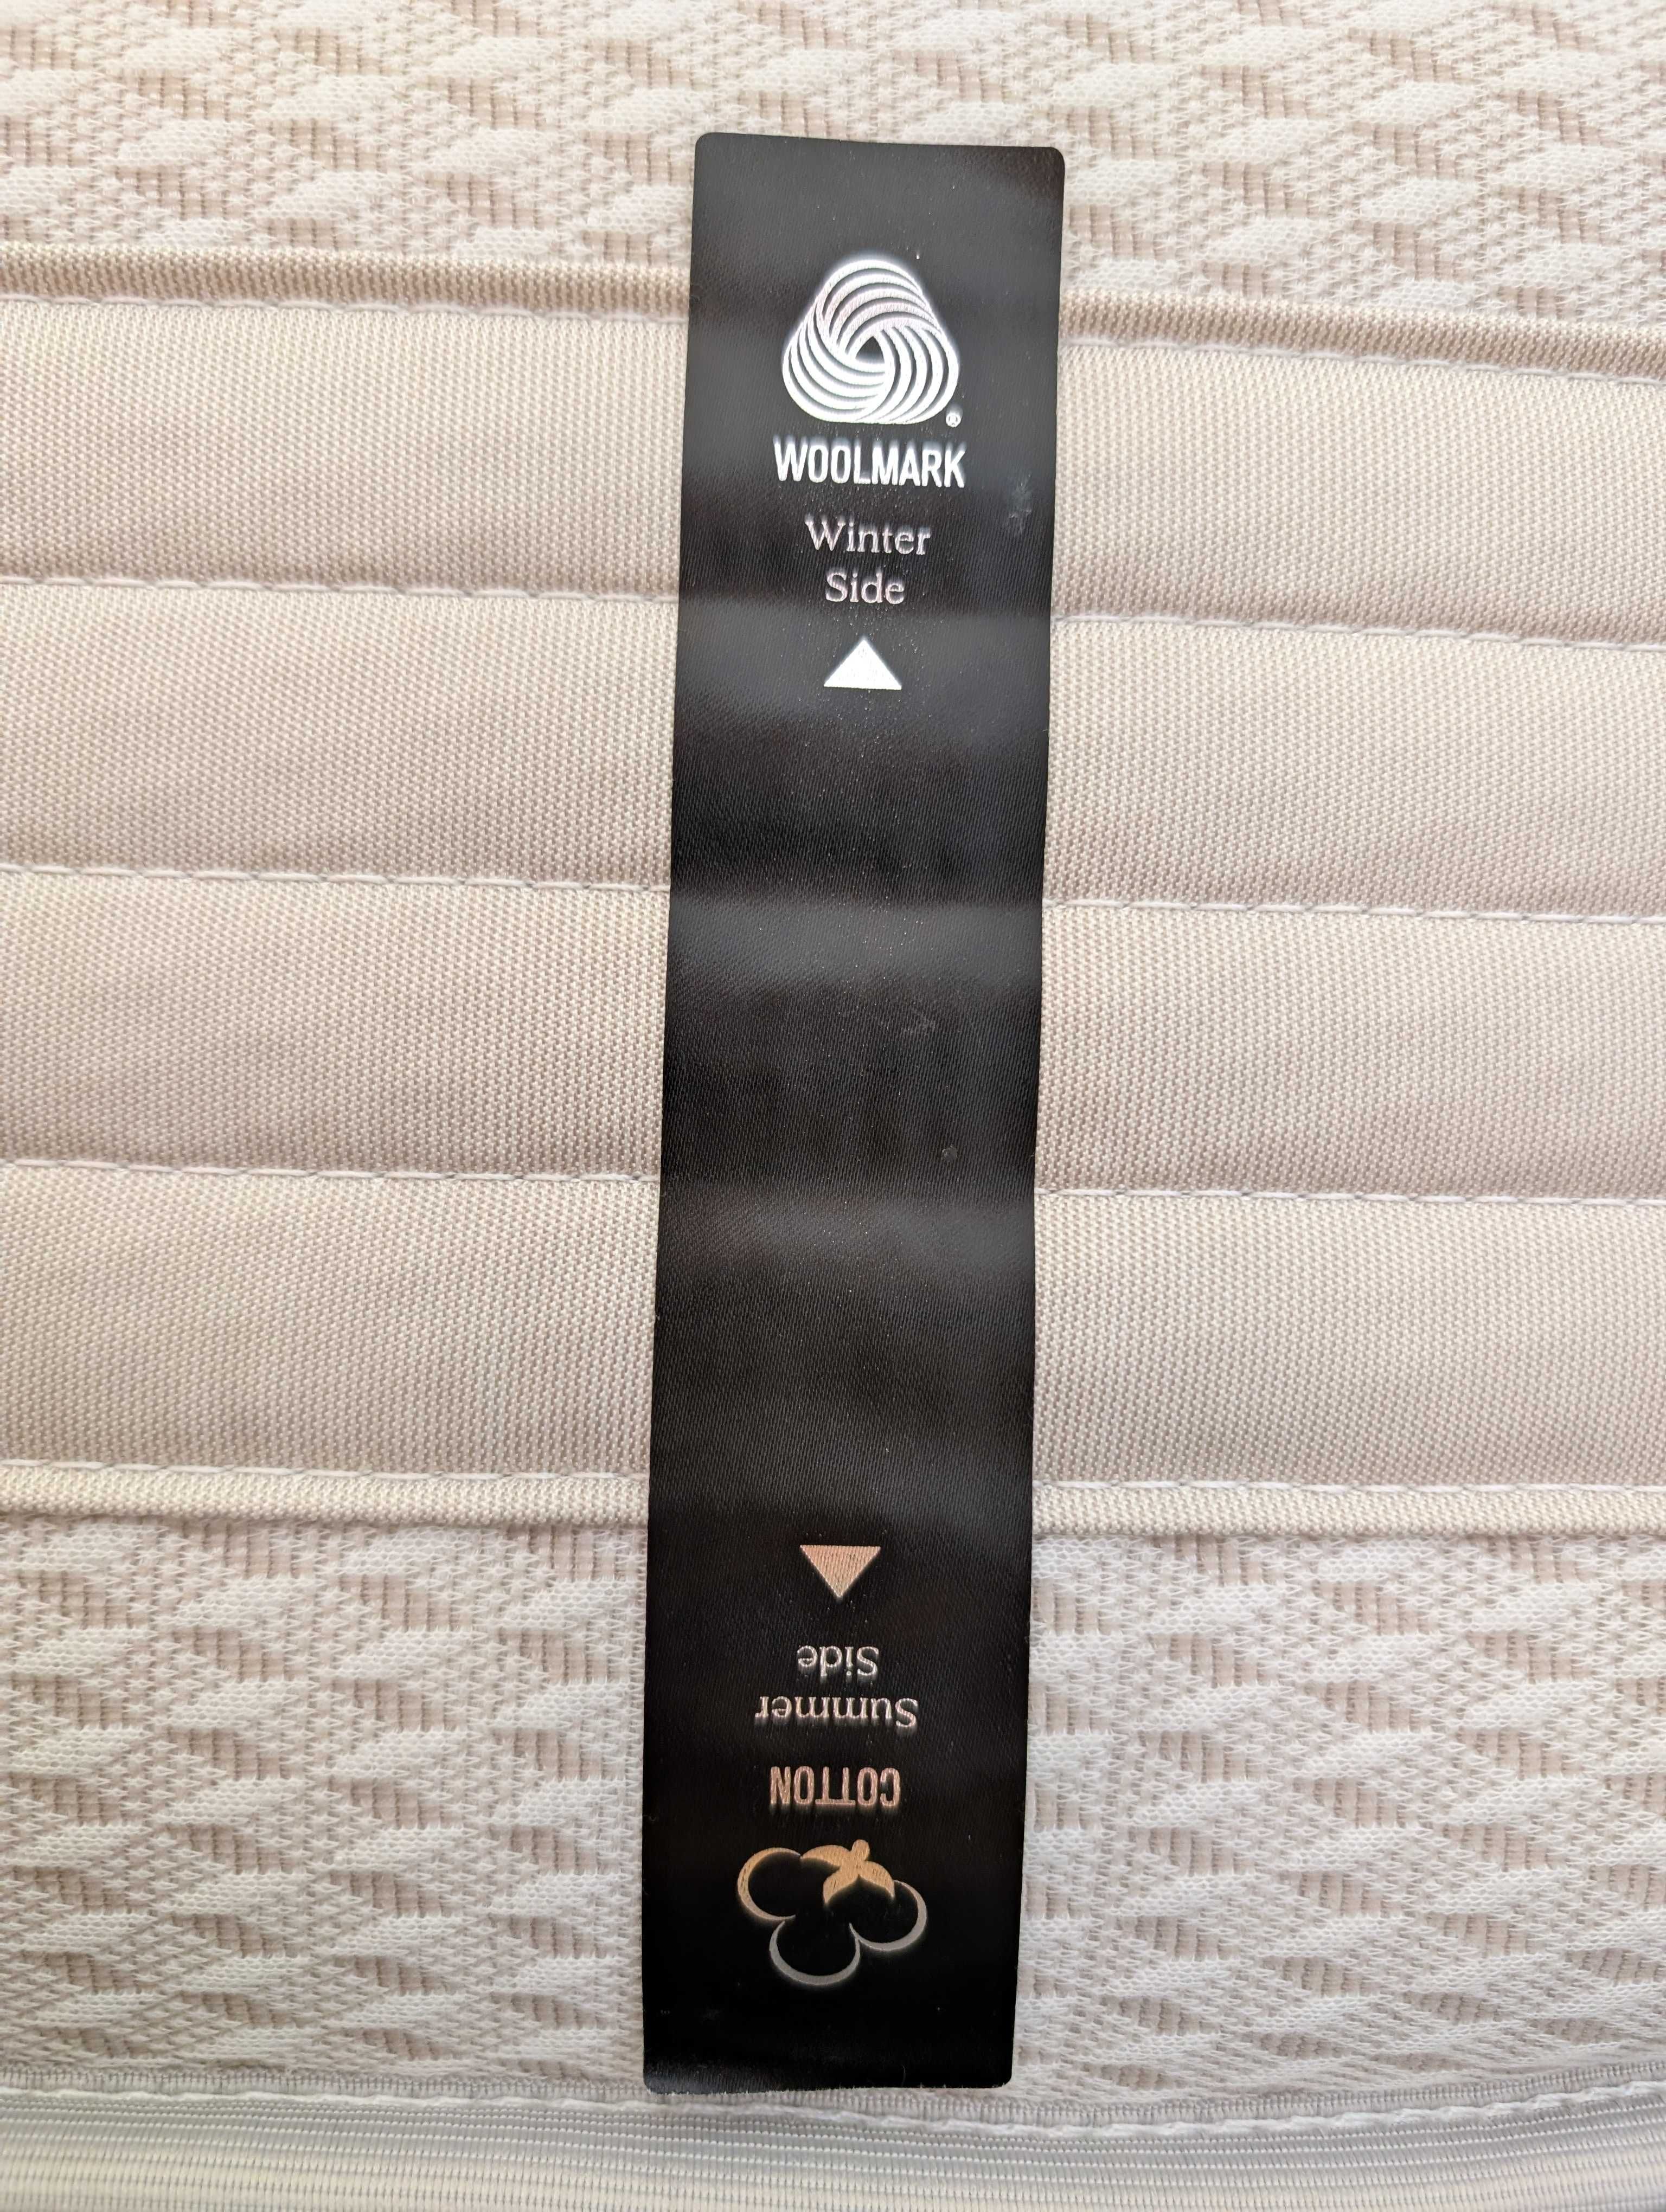 ®
WOOLMARK
Winter
Side
COTTON
Summer
Side